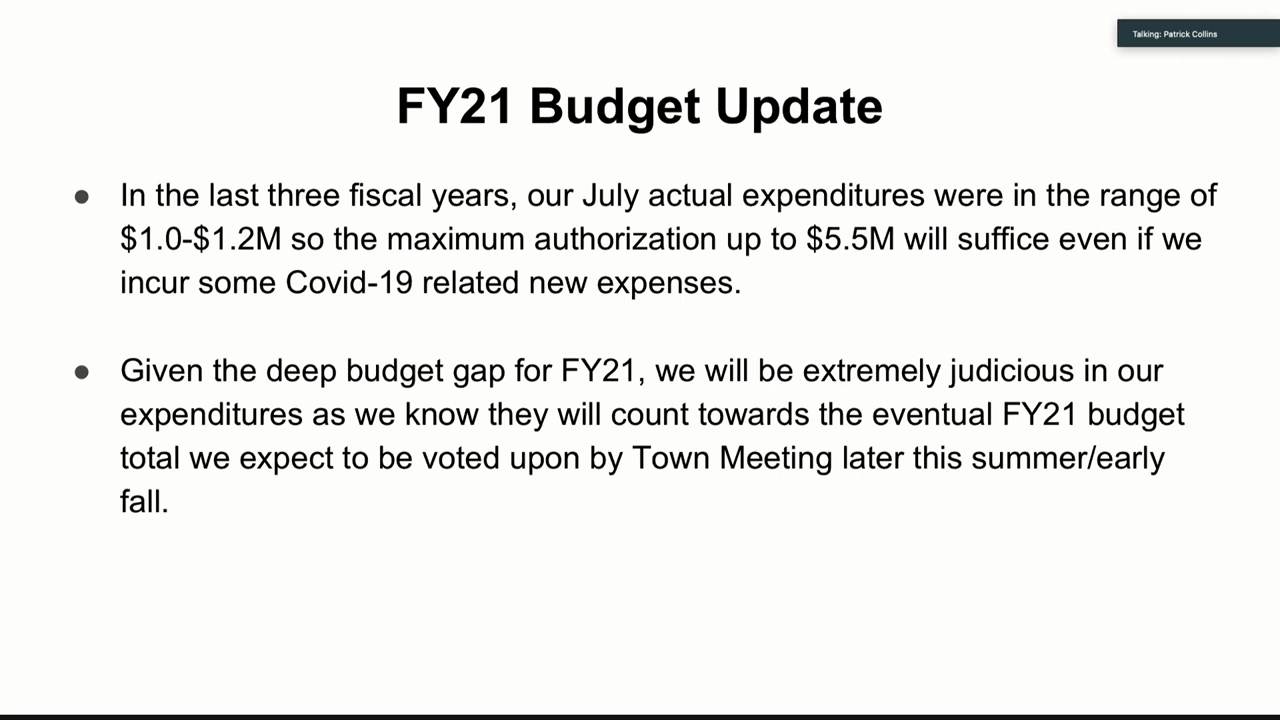 Talking: Patrick Collins
FY21 Budget Update
● In the last three fiscal years, our July actual expenditures were in the range of
$1.0-$1.2M so the maximum authorization up to $5.5M will suffice even if we
incur some Covid-19 related new expenses.
● Given the deep budget gap for FY21, we will be extremely judicious in our
expenditures as we know they will count towards the eventual FY21 budget
total we expect to be voted upon by Town Meeting later this summer/early
fall.